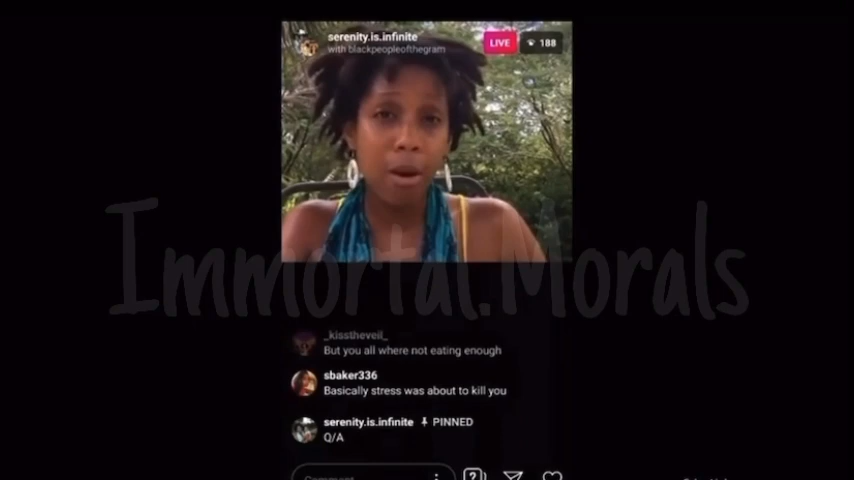 serenity.is.infinite
with blackpeopleofthegram
LIVE
188
Immortal.Morals
_kisstheveil_
But you all where not eating enough
sbaker336
Basically stress was about to kill you
serenity.is.infinite PINNED
Q/A
Comment